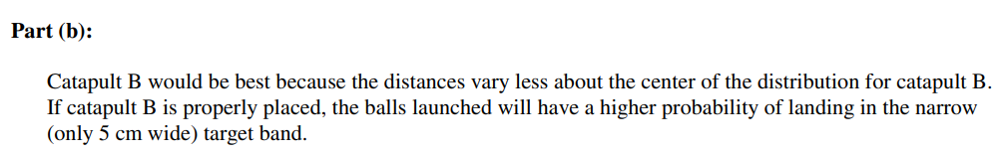 Part (b):
Catapult B would be best because the distances vary less about the center of the distribution for catapult B.
If catapult B is properly placed, the balls launched will have a higher probability of landing in the narrow
(only 5 cm wide) target band.